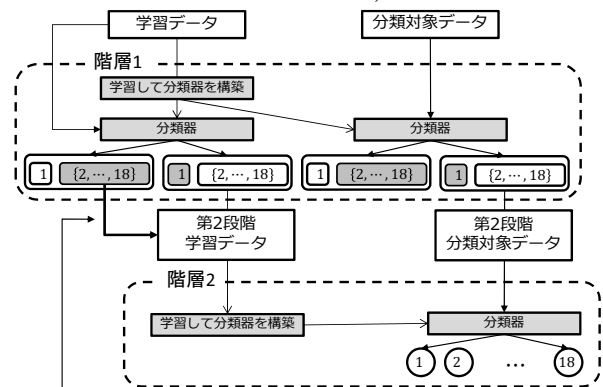 学習データ
分類対象データ
階層1
学習して分類器を構築
分類器
分類器
1 {2, ⋯, 18}
1 {2, ⋯, 18}
1 {2, ⋯, 18}
1 {2, ⋯, 18}
第2段階
学習データ
第2段階
分類対象データ
階層2
学習して分類器を構築
分類器
1
2
…
18